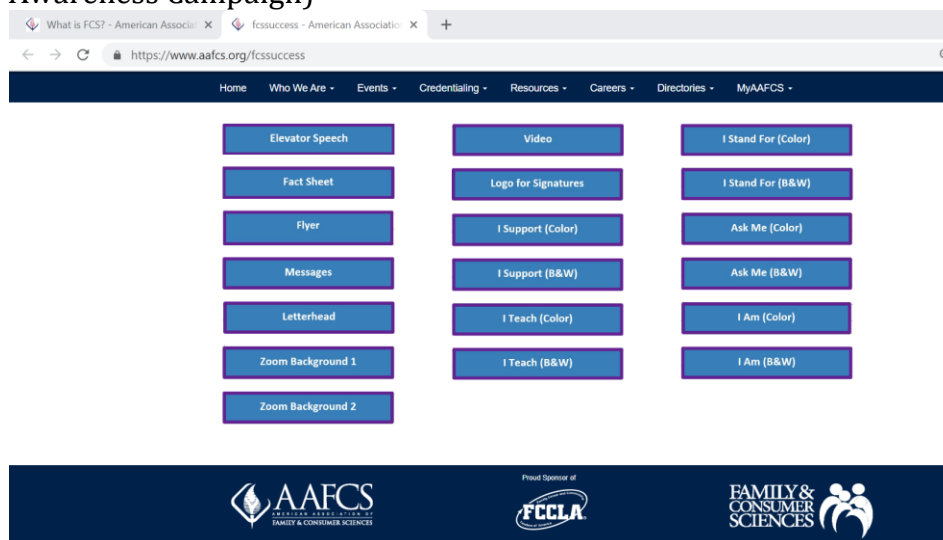 Awareness Campaign)
What is FCS? - American Associat
fcssuccess - American Association
https://www.aafcs.org/fcssuccess
Home Who We Are Events Credentialing Resources Careers Directories MyAAFCS
Elevator Speech Video I Stand For (Color)
Fact Sheet Logo for Signatures I Stand For (B&W)
Flyer I Support (Color) Ask Me (Color)
Messages I Support (B&W) Ask Me (B&W)
Letterhead I Teach (Color) I Am (Color)
Zoom Background 1 I Teach (B&W) I Am (B&W)
Zoom Background 2
Proud Sponsor of
AAFCS
AMERICAN ASSOCIATION OF
FAMILY & CONSUMER SCIENCES
FCCLA
FAMILY &
CONSUMER
SCIENCES